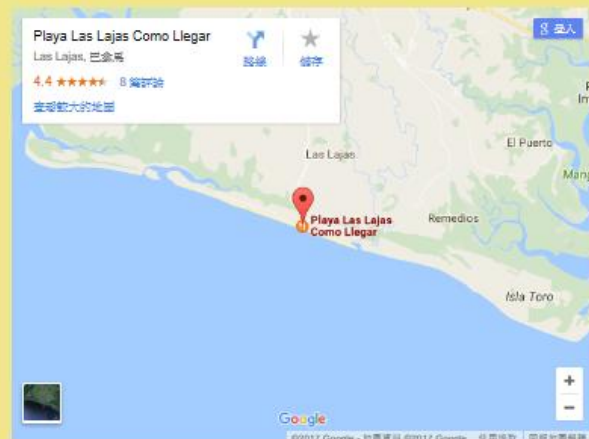 Playa Las Lajas Como Llegar
Las Lajas, 巴拿馬
4.4 ★★★★★ 8 篇評論
查看較大的地圖
路線
儲存
登入
Las Lajas
El Puerto
Playa Las Lajas
Como Llegar
Remedios
Isla Toro
Google